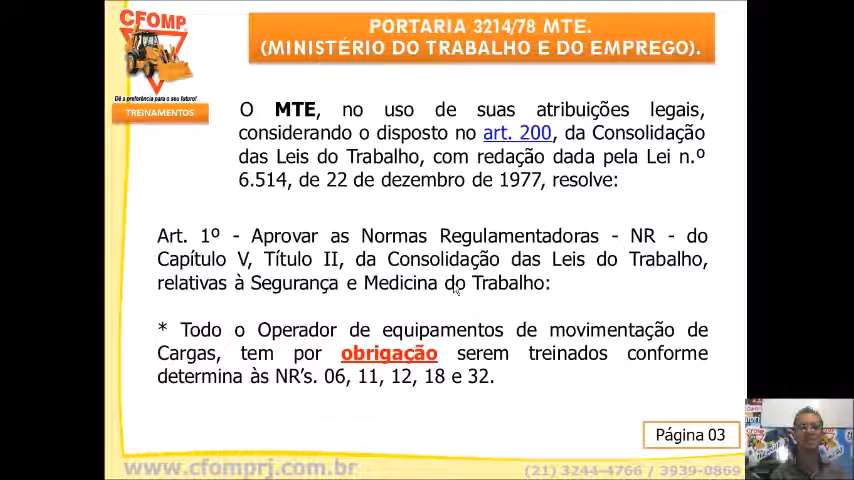 CFOMP
Dê a preferência para o seu futuro!
TREINAMENTOS
PORTARIA 3214/78 MTE.
(MINISTÉRIO DO TRABALHO E DO EMPREGO).
O MTE, no uso de suas atribuições legais,
considerando o disposto no art. 200, da Consolidação
das Leis do Trabalho, com redação dada pela Lei n.º
6.514, de 22 de dezembro de 1977, resolve:
Art. 1º - Aprovar as Normas Regulamentadoras - NR - do
Capítulo V, Título II, da Consolidação das Leis do Trabalho,
relativas à Segurança e Medicina do Trabalho:
* Todo o Operador de equipamentos de movimentação de
Cargas, tem por obrigação serem treinados conforme
determina às NR's. 06, 11, 12, 18 e 32.
Página 03
www.cfomprj.com.br
(21) 3244-4766 / 3939-0869